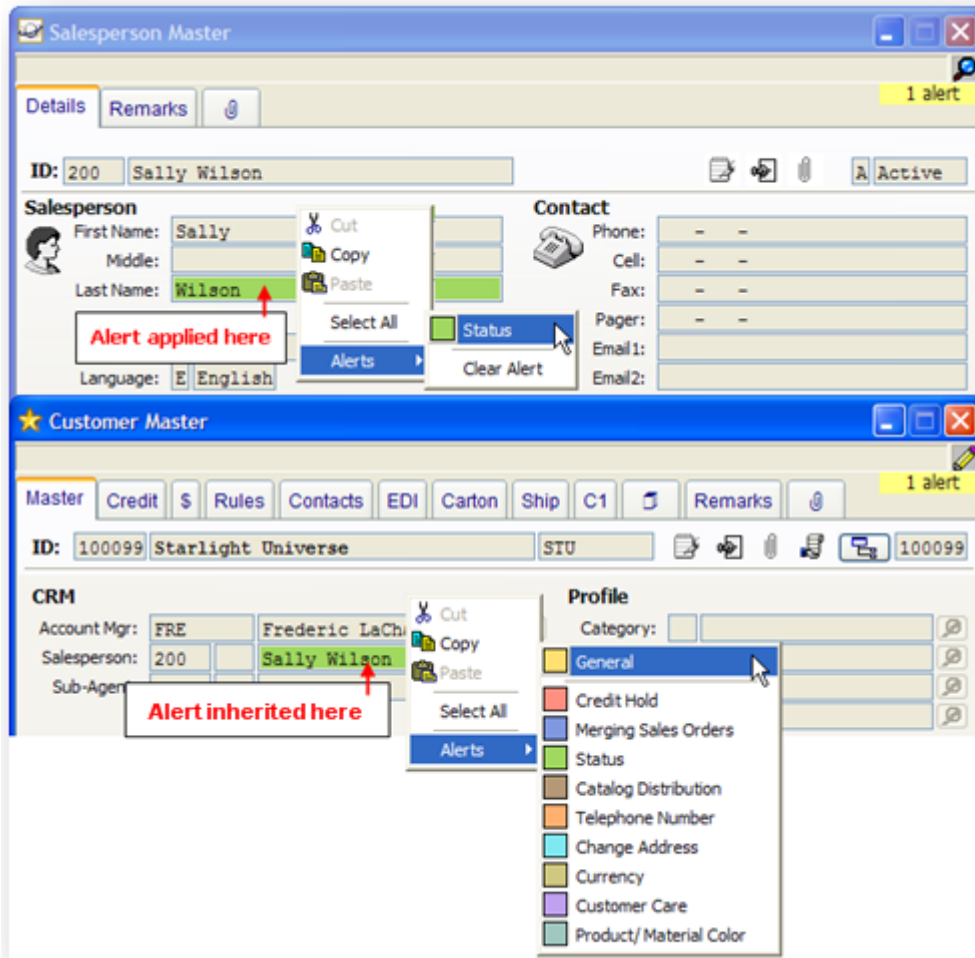 Salesperson Master
1 alert
Details Remarks
ID: 200 Sally Wilson A Active
Salesperson Contact
First Name: Sally Cut Phone: - -
Middle: Copy Cell: - -
Last Name: Wilson Paste Fax: - -
Alert applied here Select All Status Pager: - -
Alerts Clear Alert Email1:
Language: E English Email2:
Customer Master
1 alert
Master Credit $ Rules Contacts EDI Carton Ship C1 Remarks
ID: 100099 Starlight Universe STU 100099
CRM Profile
Account Mgr: FRE Frederic Cut Category:
Salesperson: 200 Sally Wilson Copy General
Paste
Alert inherited here Select All Credit Hold
Alerts Merging Sales Orders
Status
Catalog Distribution
Telephone Number
Change Address
Currency
Customer Care
Product/ Material Color